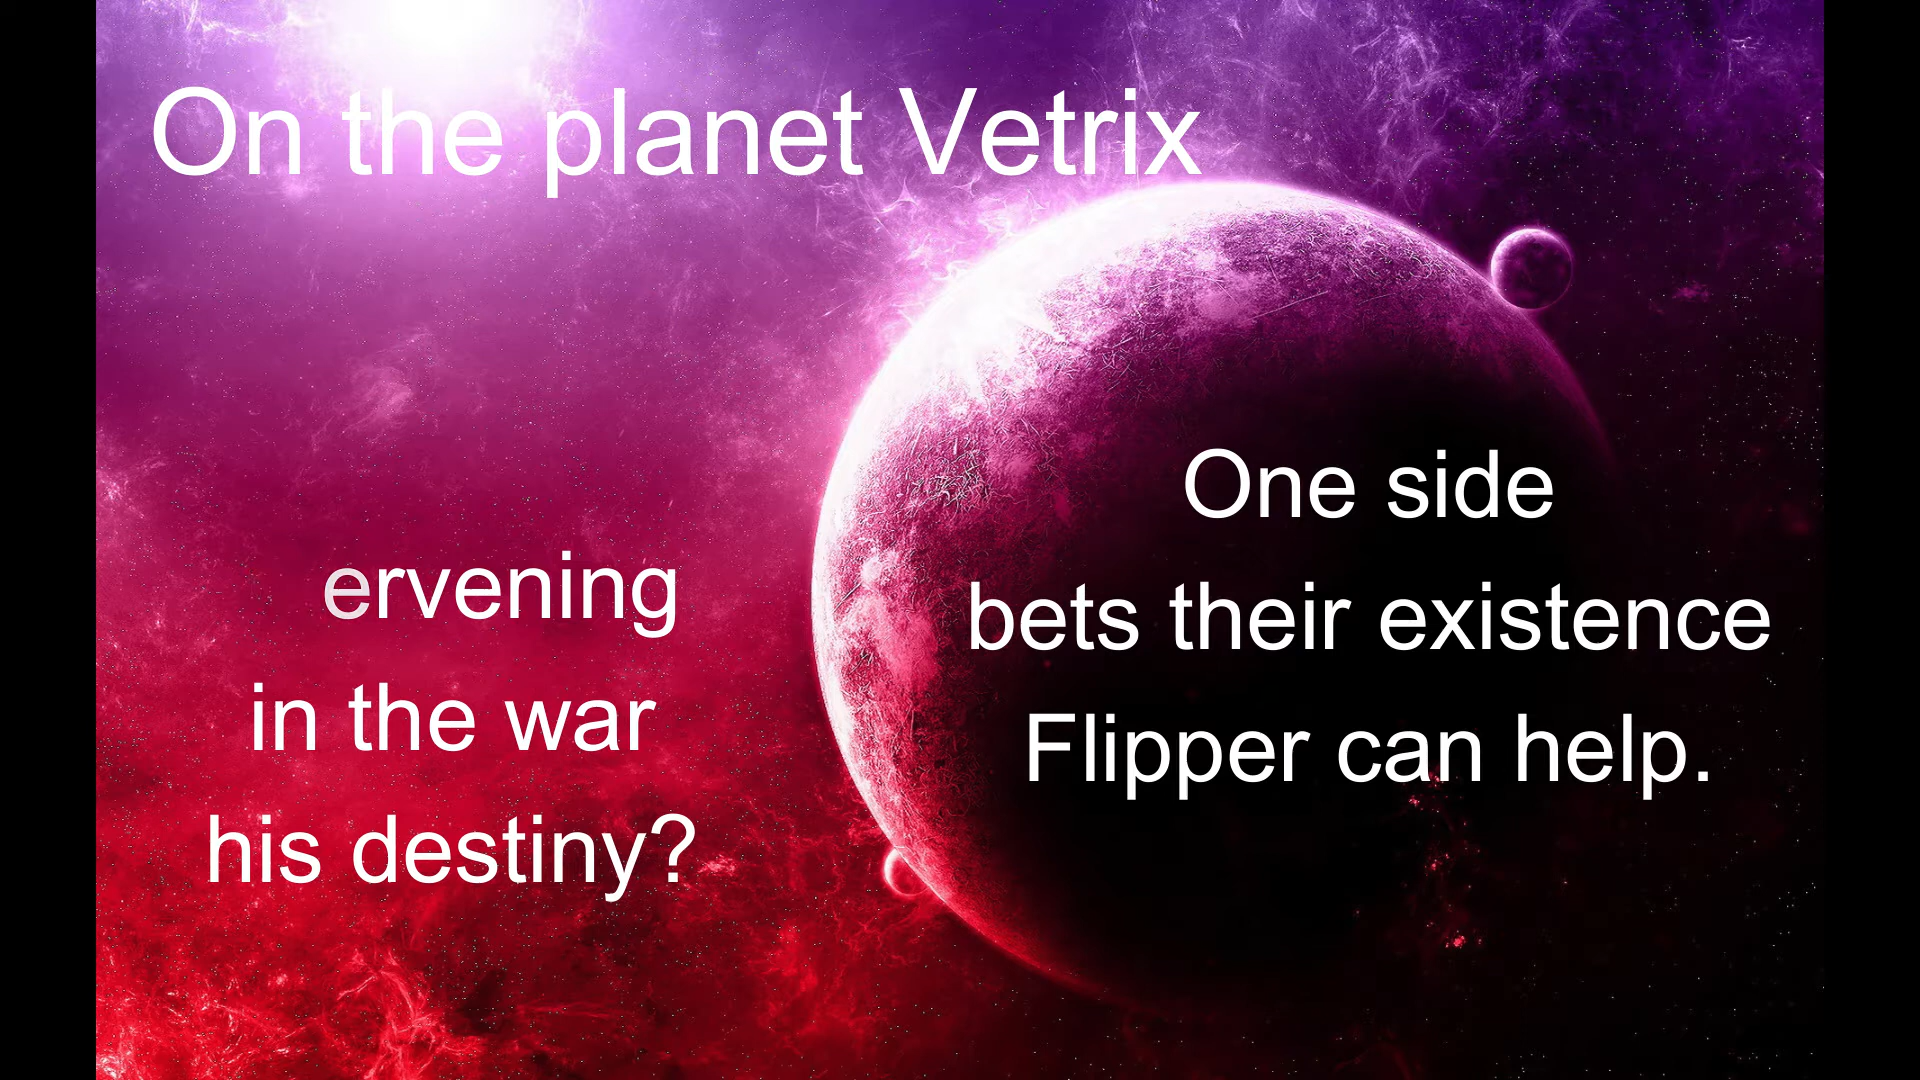 On the planet Vetrix
ervening
in the war
his destiny?
One side
bets their existence
Flipper can help.